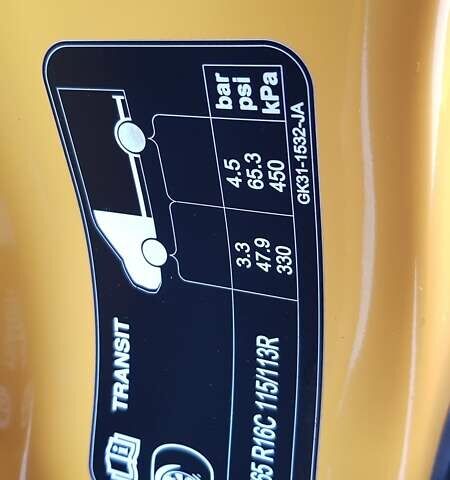 TRANSIT
65 R16C 115/113R
3.3 4.5 bar
47.9 65.3 psi
330 450 kPa
GK31-1532-JA